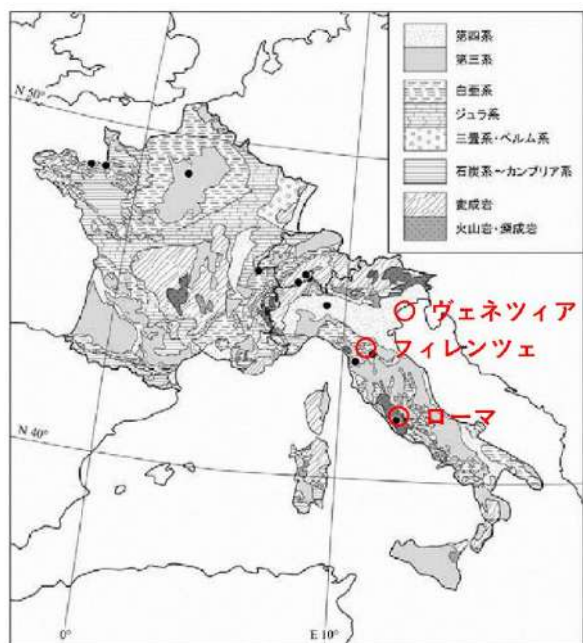 第四系
第三系
白亜系
ジュラ系
三畳系・ペルム系
石炭系～カンブリア系
変成岩
火山岩・深成岩
N 50°
ヴェネツィア
フィレンツェ
ローマ
N 40°
0°
E 10°